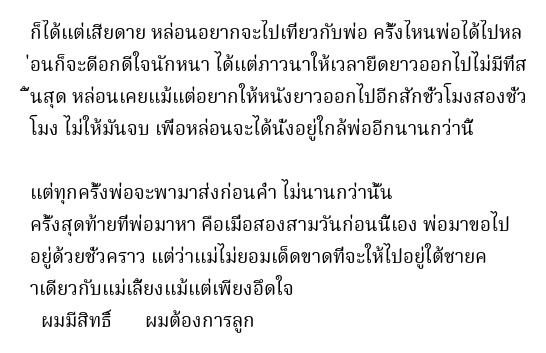 ก็ได้แต่เสียดาย หล่อนอยากจะไปเที่ยวกับพ่อ ครั้งไหนพ่อได้ไปหล
่อนก็จะดีอกดีใจนักหนา ได้แต่ภาวนาให้เวลายืดยาวออกไปไม่มีที่ส
ิ้นสุด หล่อนเคยแม้แต่อยากให้หนังยาวออกไปอีกสักชั่วโมงสองชั่ว
โมง ไม่ให้มันจบ เพื่อหล่อนจะได้นั่งอยู่ใกล้พ่ออีกนานกว่านี้
แต่ทุกครั้งพ่อจะพามาส่งก่อนค่ำ ไม่นานกว่านั้น
ครั้งสุดท้ายที่พ่อมาหา คือเมื่อสองสามวันก่อนนี้เอง พ่อมาขอไป
อยู่ด้วยชั่วคราว แต่ว่าแม่ไม่ยอมเด็ดขาดที่จะให้ไปอยู่ใต้ชายค
าเดียวกับแม่เลี้ยงแม้แต่เพียงอึดใจ
ผมมีสิทธิ์ ผมต้องการลูก